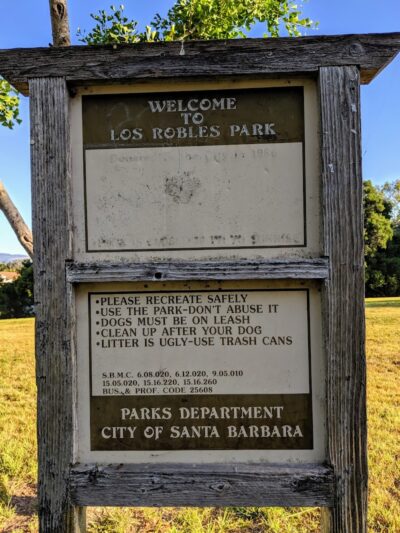 WELCOME
TO
LOS ROBLES PARK
•PLEASE RECREATE SAFELY
•USE THE PARK-DON'T ABUSE IT
•DOGS MUST BE ON LEASH
•CLEAN UP AFTER YOUR DOG
•LITTER IS UGLY-USE TRASH CANS
S.B.M.C. 6.08.020, 6.12.020, 9.05.010
15.05.020, 15.16.220, 15.16.260
BUS. & PROF. CODE 25608
PARKS DEPARTMENT
CITY OF SANTA BARBARA